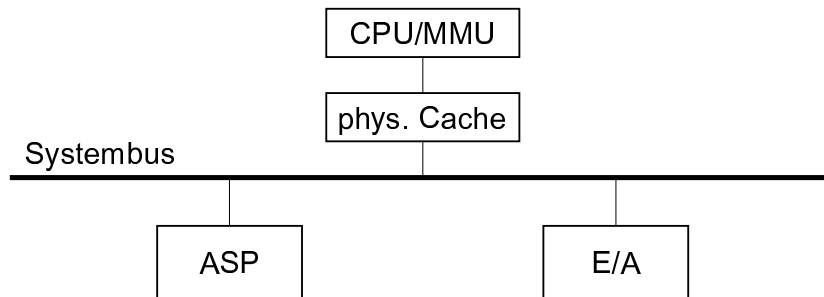 CPU/MMU
phys. Cache
Systembus
ASP
E/A